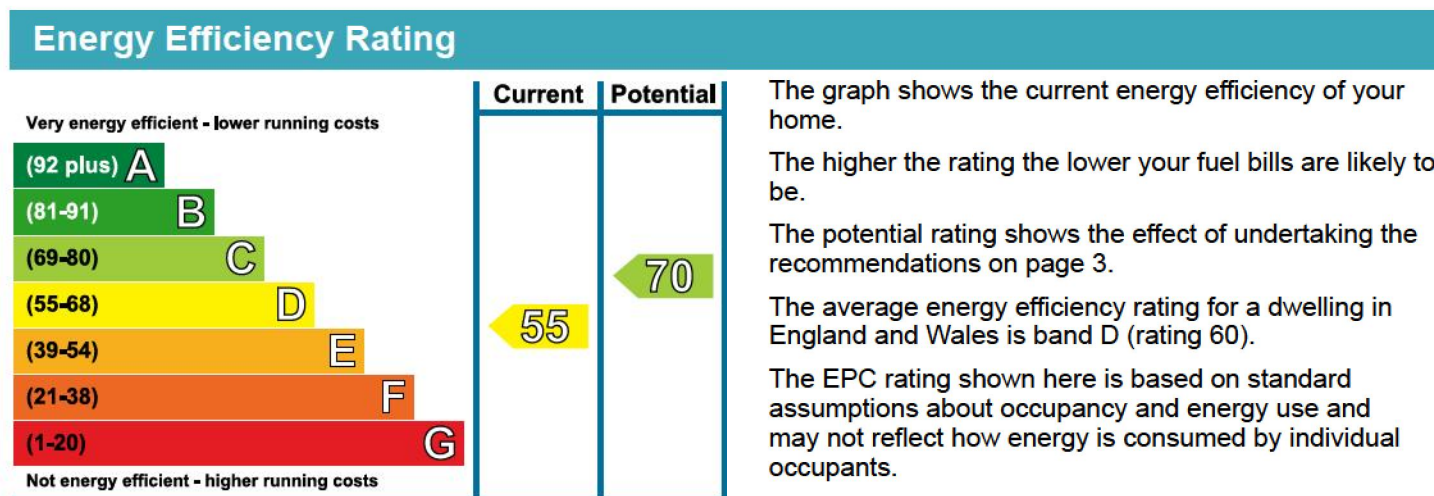 Energy Efficiency Rating
Current Potential
Very energy efficient - lower running costs
(92 plus) A
(81-91) B
(69-80) C
(55-68) D
(39-54) E
(21-38) F
(1-20) G
Not energy efficient - higher running costs
55
70
The graph shows the current energy efficiency of your
home.
The higher the rating the lower your fuel bills are likely to
be.
The potential rating shows the effect of undertaking the
recommendations on page 3.
The average energy efficiency rating for a dwelling in
England and Wales is band D (rating 60).
The EPC rating shown here is based on standard
assumptions about occupancy and energy use and
may not reflect how energy is consumed by individual
occupants.